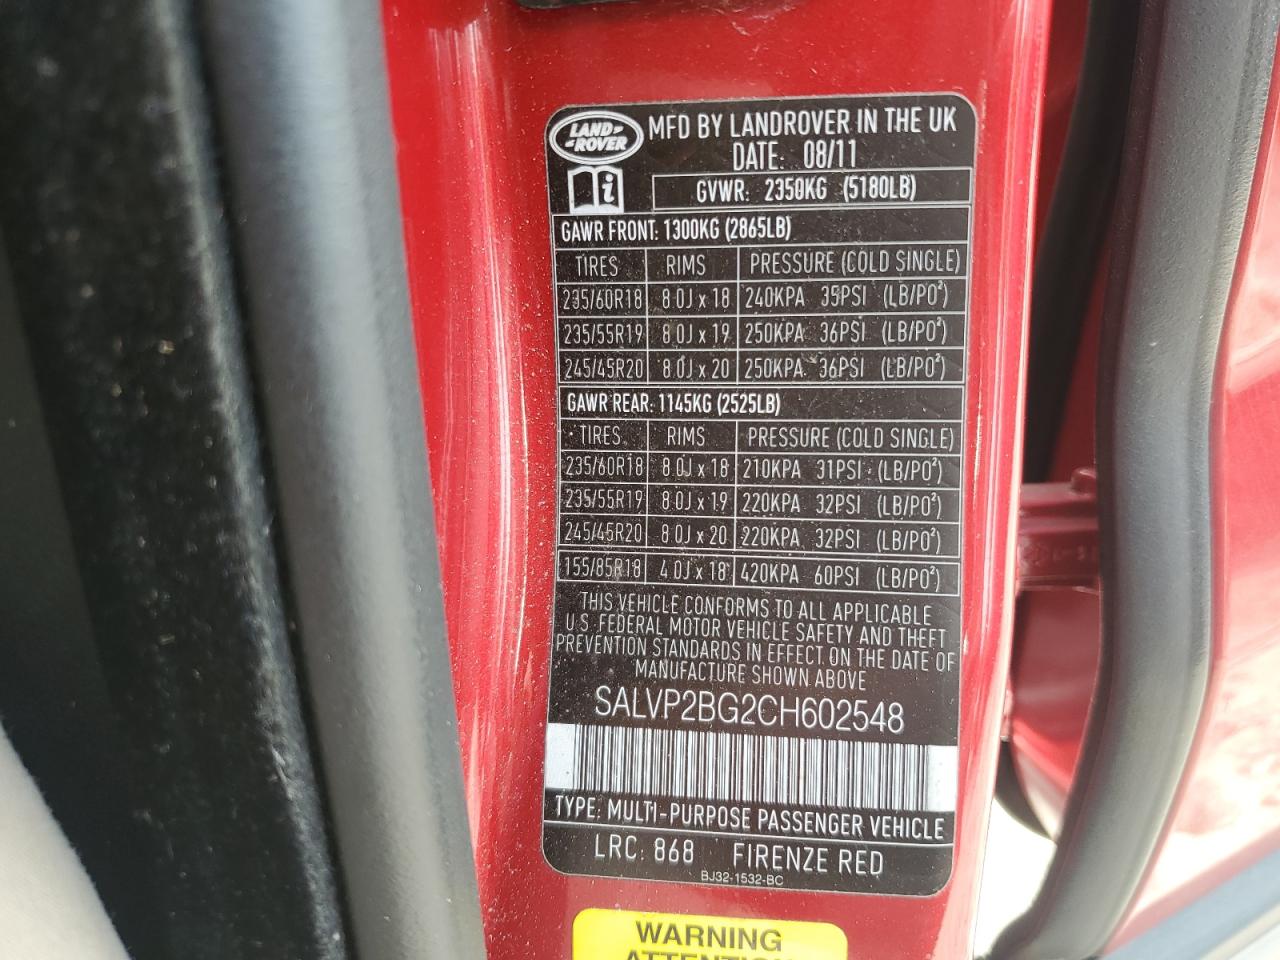 LAND-
-ROVER
MFD BY LANDROVER IN THE UK
DATE: 08/11
i
GVWR: 2350KG (5180LB)
GAWR FRONT: 1300KG (2865LB)
TIRES RIMS PRESSURE (COLD SINGLE)
235/60R18 8.0J x 18 240KPA 35PSI (LB/PO²)
235/55R19 8.0J x 19 250KPA 36PSI (LB/PO²)
245/45R20 8.0J x 20 250KPA 36PSI (LB/PO²)
GAWR REAR: 1145KG (2525LB)
TIRES RIMS PRESSURE (COLD SINGLE)
235/60R18 8.0J x 18 210KPA 31PSI (LB/PO²)
235/55R19 8.0J x 19 220KPA 32PSI (LB/PO²)
245/45R20 8.0J x 20 220KPA 32PSI (LB/PO²)
155/85R18 4.0J x 18 420KPA 60PSI (LB/PO²)
THIS VEHICLE CONFORMS TO ALL APPLICABLE
U.S. FEDERAL MOTOR VEHICLE SAFETY AND THEFT
PREVENTION STANDARDS IN EFFECT ON THE DATE OF
MANUFACTURE SHOWN ABOVE
SALVP2BG2CH602548
TYPE: MULTI-PURPOSE PASSENGER VEHICLE
LRC: 868 FIRENZE RED
BJ32-1532-BC
WARNING
ATTENTION